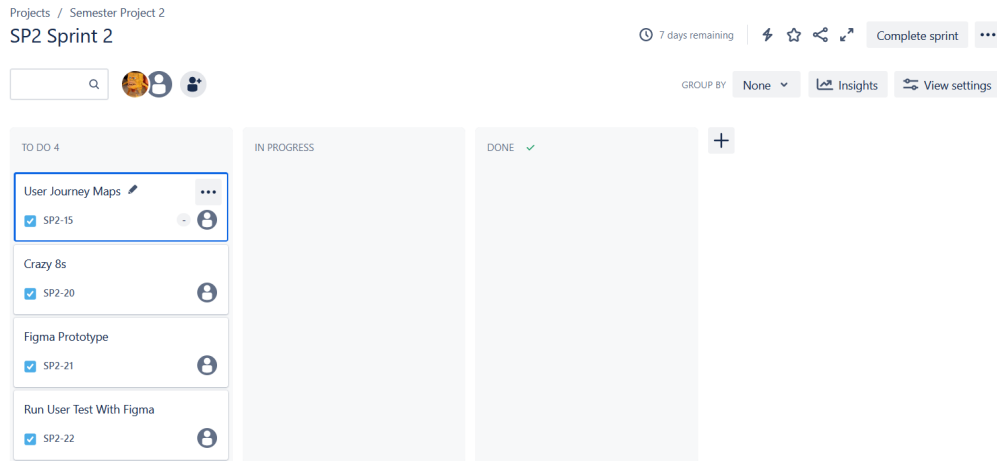 Projects / Semester Project 2
SP2 Sprint 2
7 days remaining
Complete sprint
GROUP BY
None
Insights
View settings
TO DO 4
IN PROGRESS
DONE
User Journey Maps
SP2-15
-
Crazy 8s
SP2-20
Figma Prototype
SP2-21
Run User Test With Figma
SP2-22